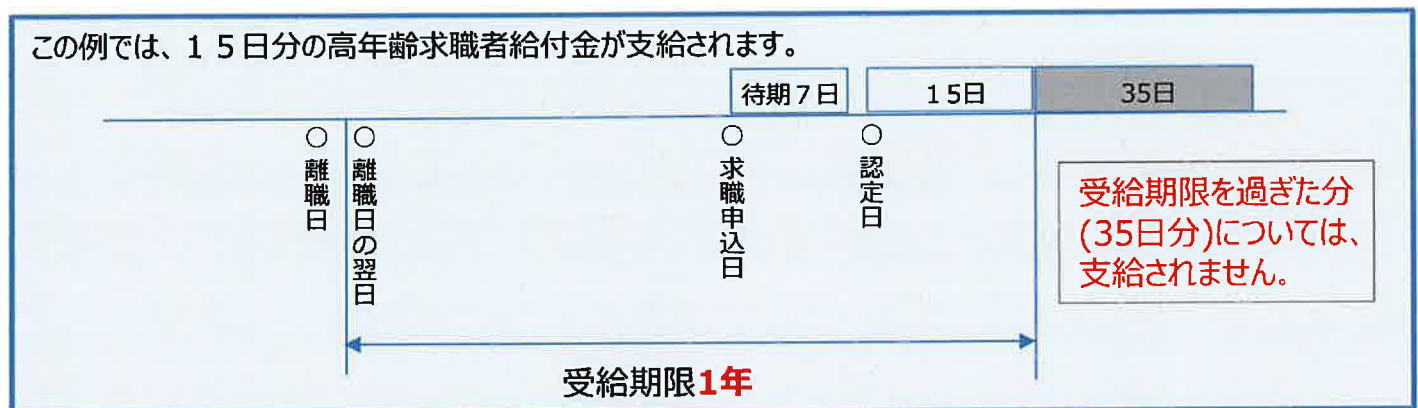 この例では、１５日分の高年齢求職者給付金が支給されます。
待期７日
１５日
35日
○離職日
○離職日の翌日
○求職申込日
○認定日
受給期限を過ぎた分
(35日分)については、
支給されません。
受給期限1年